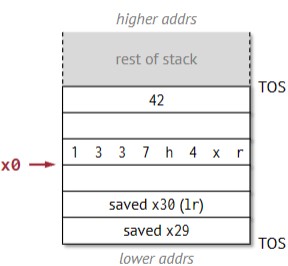 higher addrs
rest of stack
TOS
42
1 3 3 7 h 4 x r
x0
saved x30 (lr)
saved x29
TOS
lower addrs